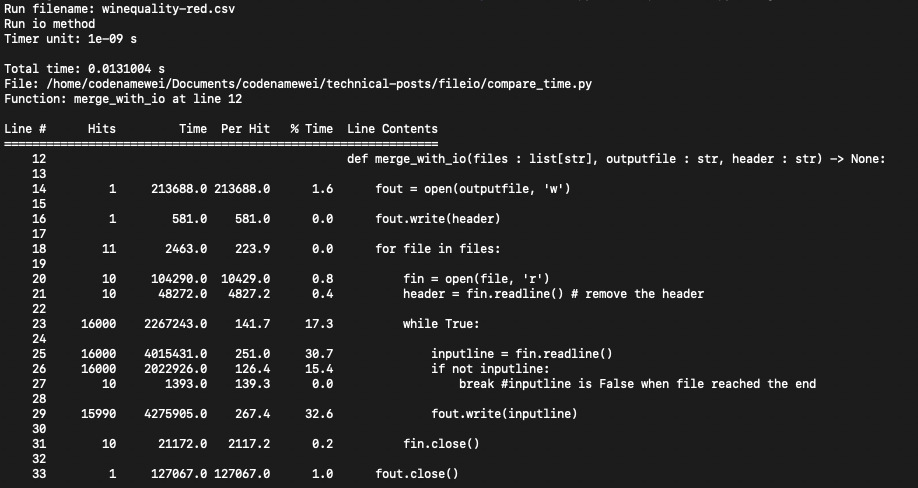 Run filename: winequality-red.csv
Run io method
Timer unit: 1e-09 s

Total time: 0.0131004 s
File: /home/codenamewei/Documents/codenamewei/technical-posts/fileio/compare_time.py
Function: merge_with_io at line 12

Line #      Hits         Time  Per Hit   % Time  Line Contents
==============================================================
    12                                           def merge_with_io(files : list[str], outputfile : str, header : str) -> None:
    13
    14         1     213688.0 213688.0      1.6      fout = open(outputfile, 'w')
    15
    16         1        581.0    581.0      0.0      fout.write(header)
    17
    18        11       2463.0    223.9      0.0      for file in files:
    19
    20        10     104290.0  10429.0      0.8          fin = open(file, 'r')
    21        10      48272.0   4827.2      0.4          header = fin.readline() # remove the header
    22
    23     16000    2267243.0    141.7     17.3          while True:
    24
    25     16000    4015431.0    251.0     30.7              inputline = fin.readline()
    26     16000    2022926.0    126.4     15.4              if not inputline:
    27        10       1393.0    139.3      0.0                  break #inputline is False when file reached the end
    28
    29     15990    4275905.0    267.4     32.6              fout.write(inputline)
    30
    31        10      21172.0   2117.2      0.2          fin.close()
    32
    33         1     127067.0 127067.0      1.0      fout.close()